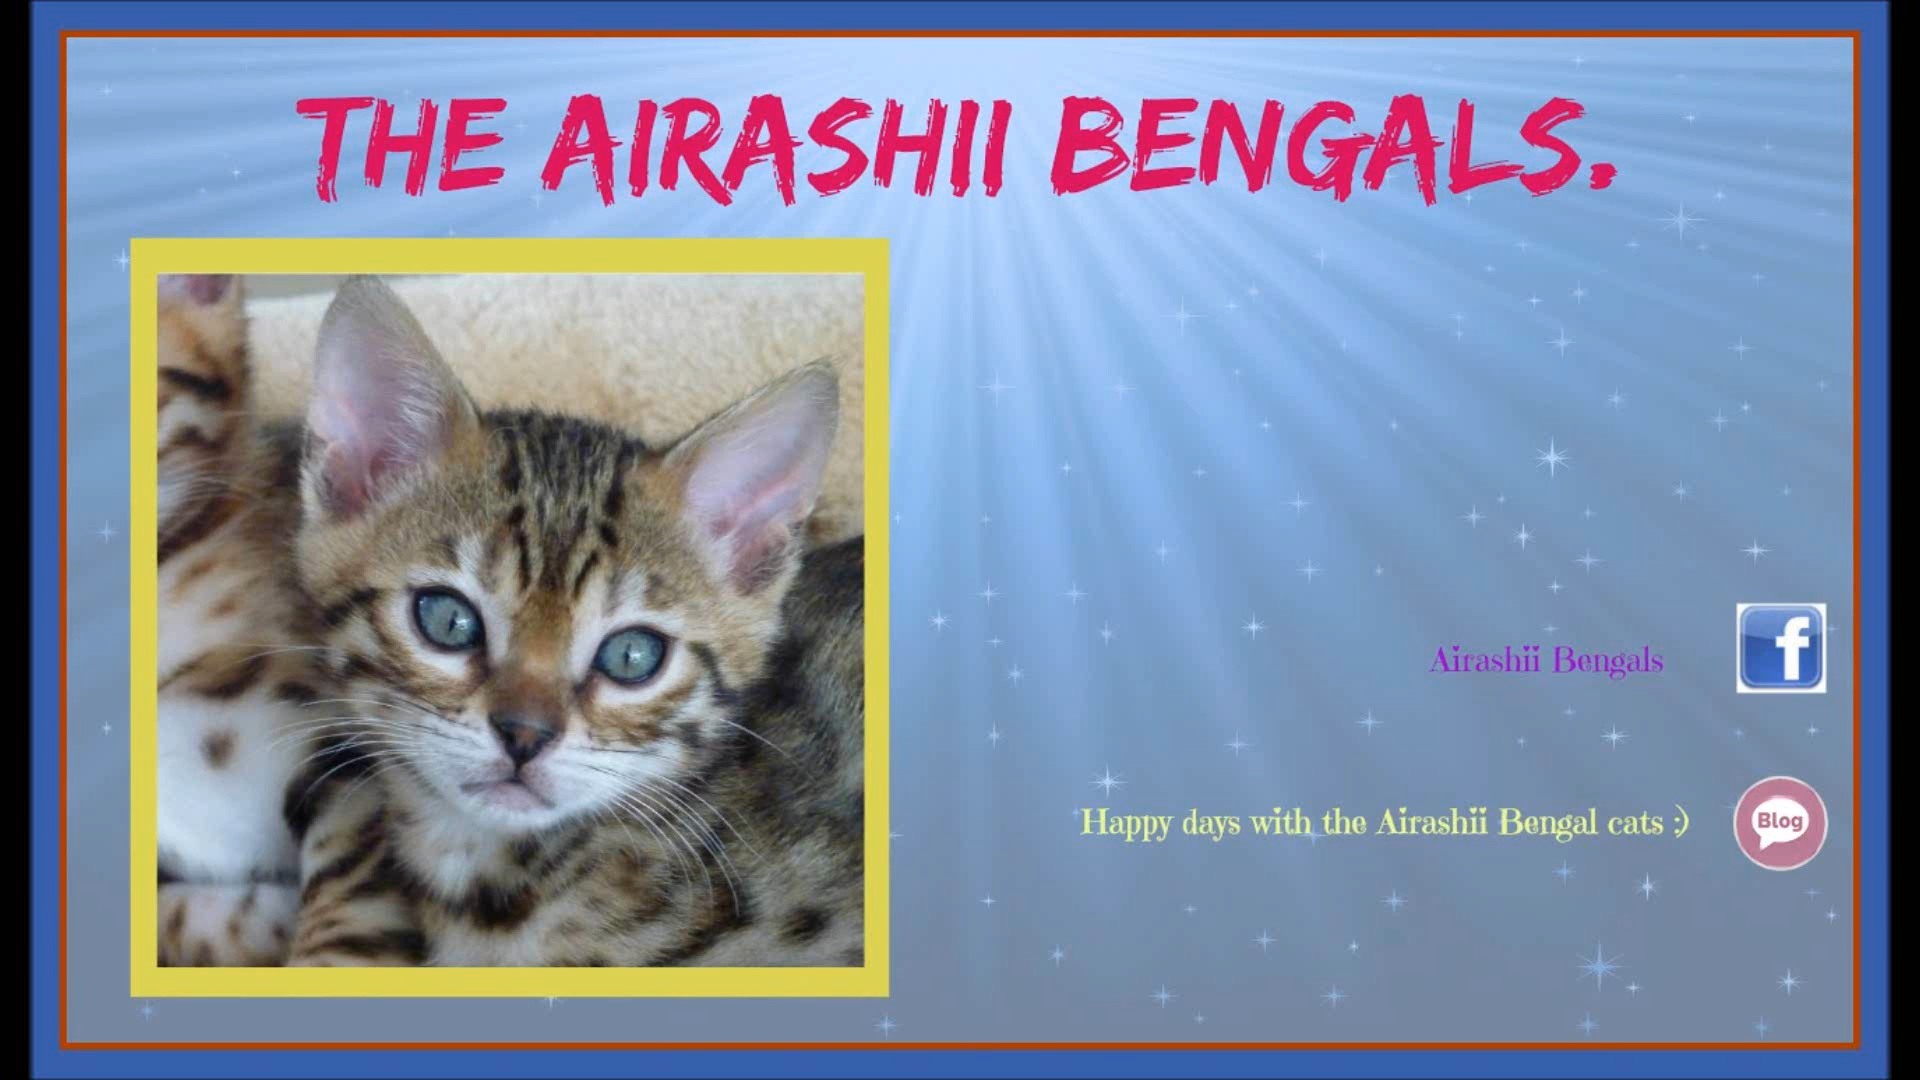 THE AIRASHII BENGALS.
Airashii Bengals
f
Happy days with the Airashii Bengal cats :)
Blog